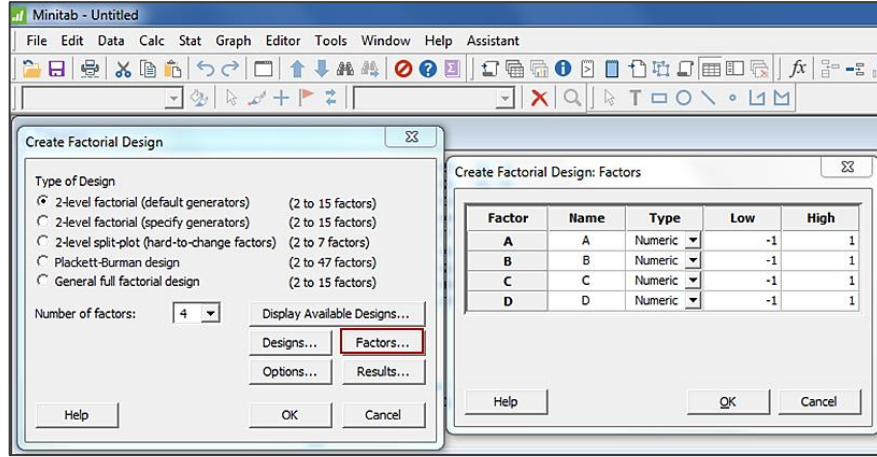 Minitab - Untitled
File Edit Data Calc Stat Graph Editor Tools Window Help Assistant
Create Factorial Design
Type of Design
2-level factorial (default generators) (2 to 15 factors)
2-level factorial (specify generators) (2 to 15 factors)
2-level split-plot (hard-to-change factors) (2 to 7 factors)
Plackett-Burman design (2 to 47 factors)
General full factorial design (2 to 15 factors)
Number of factors: 4 Display Available Designs...
Designs... Factors...
Options... Results...
Help OK Cancel
Create Factorial Design: Factors
Factor Name Type Low High
A A Numeric -1 1
B B Numeric -1 1
C C Numeric -1 1
D D Numeric -1 1
Help OK Cancel